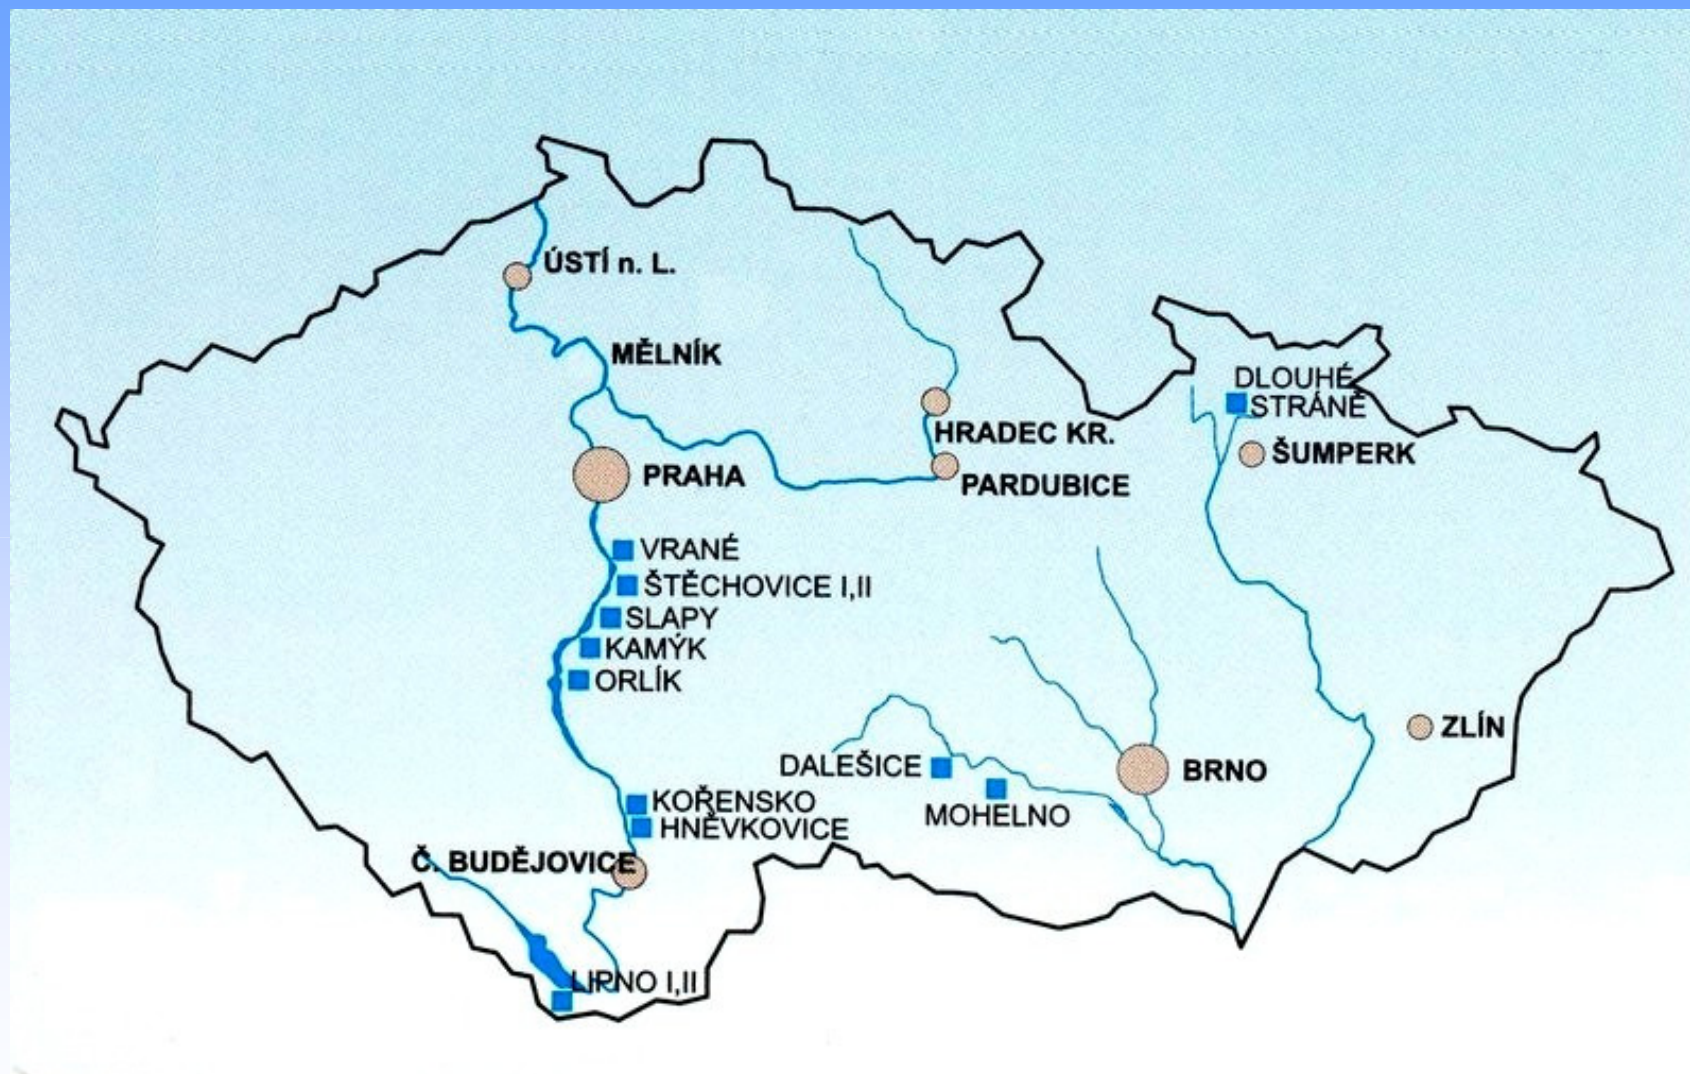 ÚSTÍ n. L.
MĚLNÍK
DLOUHÉ
STRÁNĚ
HRADEC KR.
ŠUMPERK
PRAHA
PARDUBICE
VRANÉ
ŠTĚCHOVICE I,II
SLAPY
KAMÝK
ORLÍK
ZLÍN
DALEŠICE
BRNO
KOŘENSKO
MOHELNO
HNĚVKOVICE
Č. BUDĚJOVICE
LIPNO I,II